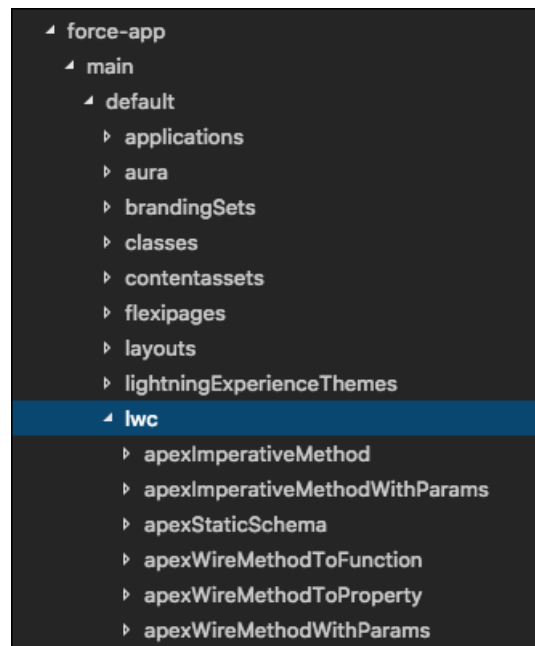 force-app
main
default
applications
aura
brandingSets
classes
contentassets
flexipages
layouts
lightningExperienceThemes
lwc
apexImperativeMethod
apexImperativeMethodWithParams
apexStaticSchema
apexWireMethodToFunction
apexWireMethodToProperty
apexWireMethodWithParams